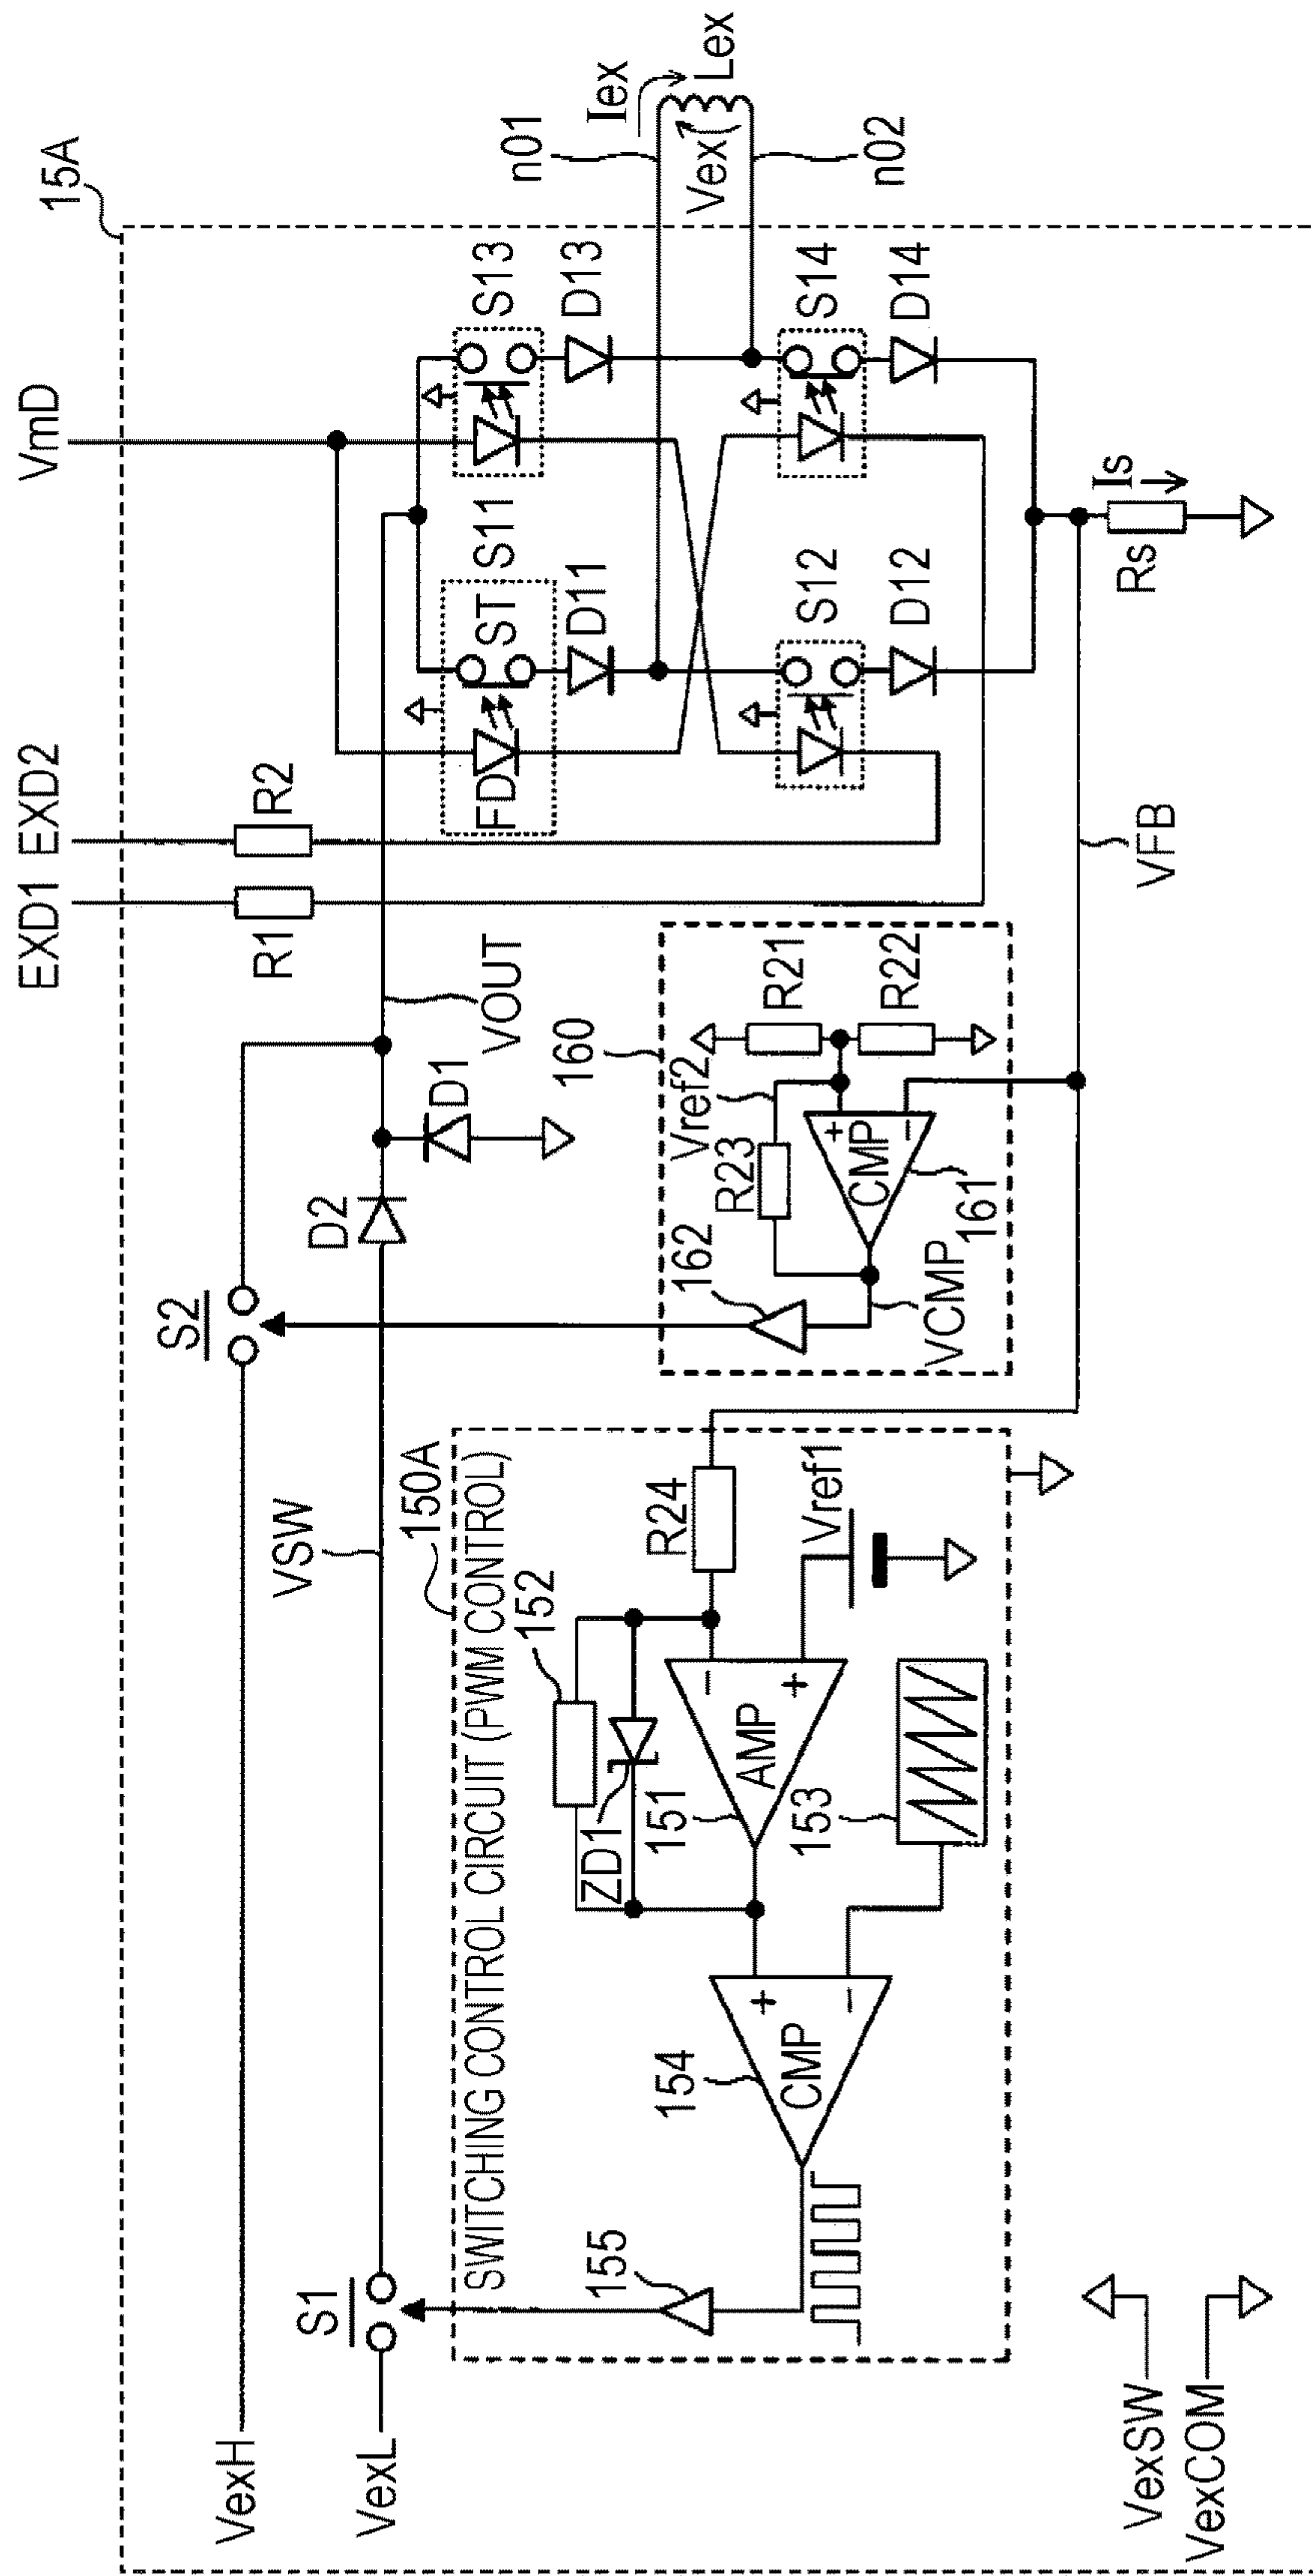 15A
EXD1
EXD2
VmD
VexH
S2
R1
R2
VexL
S1
VSW
D2
D1
VOUT
S11
ST
FD
D11
S13
D13
n01
Iex
Lex
Vex
n02
SWITCHING CONTROL CIRCUIT (PWM CONTROL)
150A
152
ZD1
R24
155
154
CMP
+
−
151
AMP
−
+
Vref1
153
160
162
R23
Vref2
R21
R22
CMP
+
−
161
VCMP
S12
D12
S14
D14
VFB
Rs
Is
VexSW
VexCOM